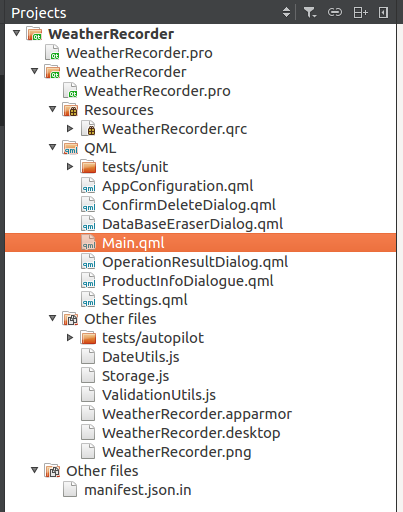 Projects
WeatherRecorder
WeatherRecorder.pro
WeatherRecorder
WeatherRecorder.pro
Resources
WeatherRecorder.qrc
QML
tests/unit
AppConfiguration.qml
ConfirmDeleteDialog.qml
DataBaseEraserDialog.qml
Main.qml
OperationResultDialog.qml
ProductInfoDialogue.qml
Settings.qml
Other files
tests/autopilot
DateUtils.js
Storage.js
ValidationUtils.js
WeatherRecorder.apparmor
WeatherRecorder.desktop
WeatherRecorder.png
Other files
manifest.json.in